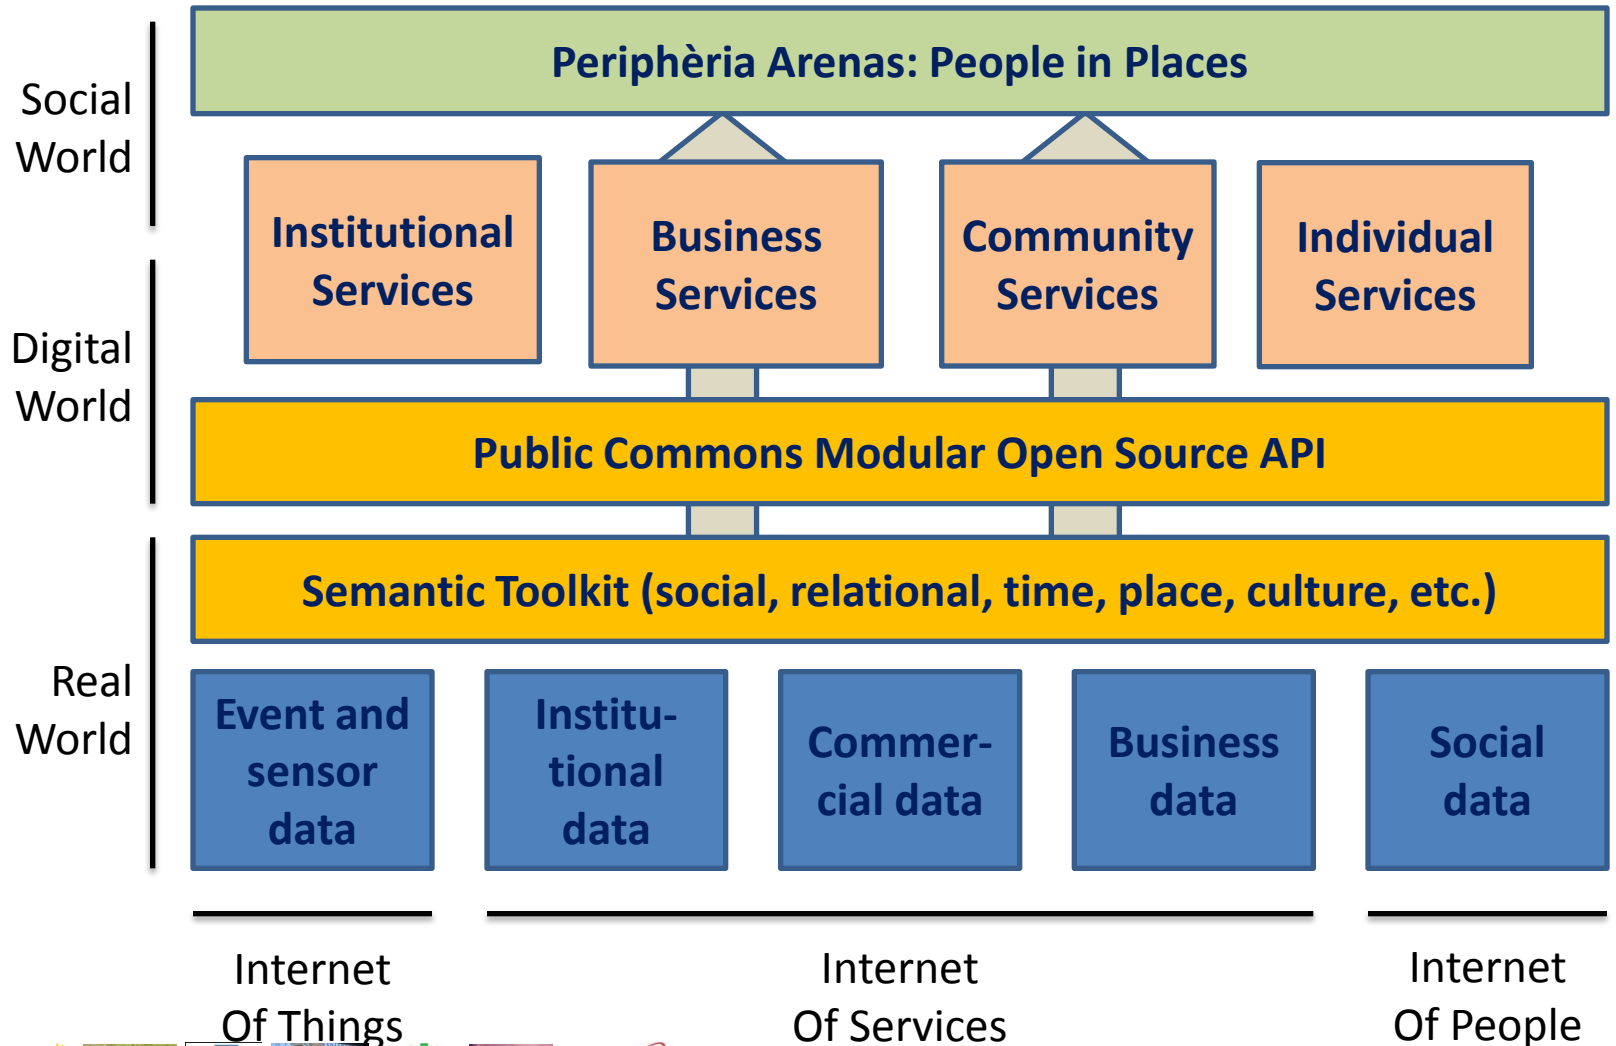 Periphèria Arenas: People in Places
Social
World
Institutional
Services
Business
Services
Community
Services
Individual
Services
Digital
World
Public Commons Modular Open Source API
Semantic Toolkit (social, relational, time, place, culture, etc.)
Real
World
Event and
sensor
data
Institu-
tional
data
Commer-
cial data
Business
data
Social
data
Internet
Of Things
Internet
Of Services
Internet
Of People